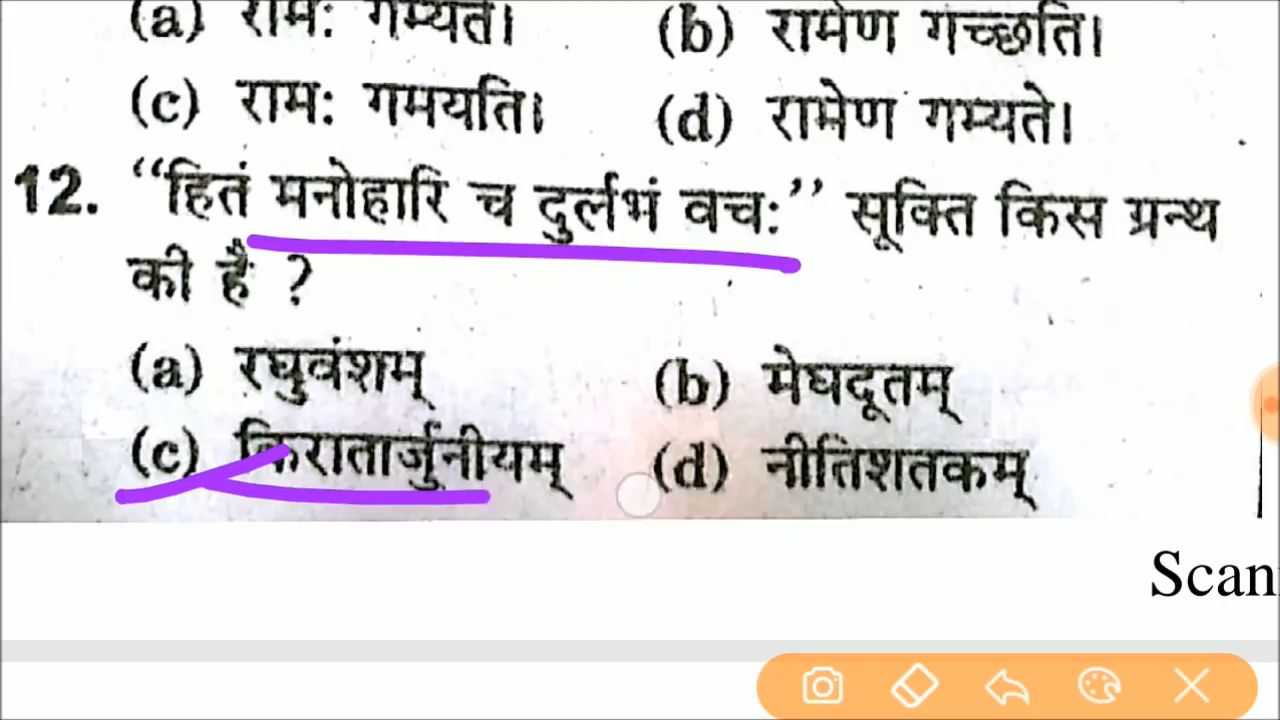 (a) रामः गम्यते। (b) रामेण गच्छति।
(c) रामः गमयति। (d) रामेण गम्यते।
12. “हितं मनोहारि च दुर्लभं वचः” सूक्ति किस ग्रन्थ
की है ?
(a) रघुवंशम् (b) मेघदूतम्
(c) किरातार्जुनीयम् (d) नीतिशतकम्
Scan